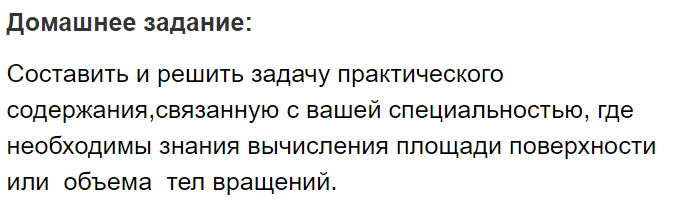 Домашнее задание:
Составить и решить задачу практического
содержания,связанную с вашей специальностью, где
необходимы знания вычисления площади поверхности
или  объема  тел вращений.